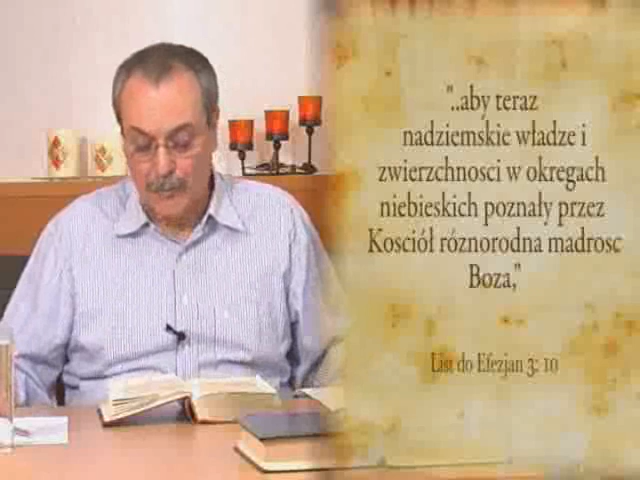 "..aby teraz
nadziemskie władze i
zwierzchnosci w okregach
niebieskich poznały przez
Kosciół róznorodna madrosc
Boza,"
List do Efezjan 3: 10